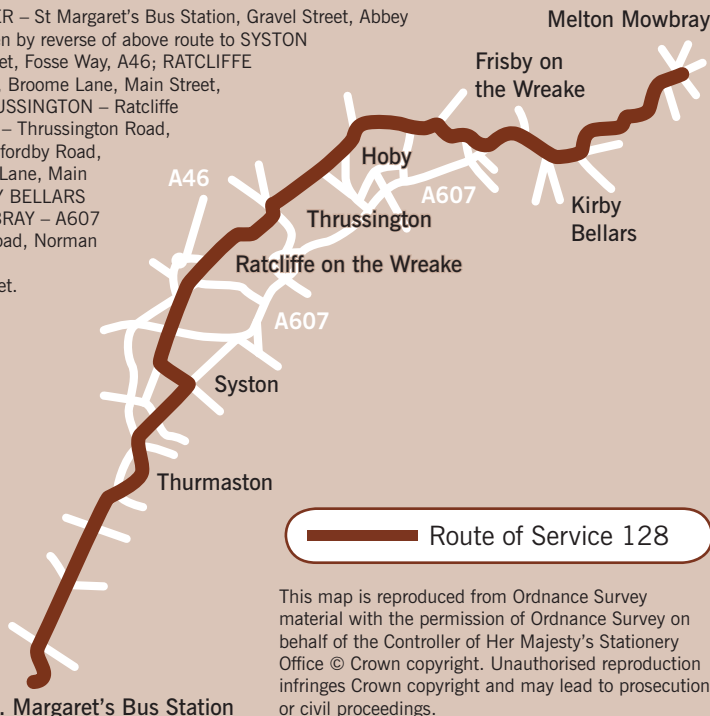 ER – St Margaret’s Bus Station, Gravel Street, Abbey
n by reverse of above route to SYSTON
et, Fosse Way, A46; RATCLIFFE
, Broome Lane, Main Street,
USSINGTON – Ratcliffe
– Thrussington Road,
fordby Road,
Lane, Main
Y BELLARS
BRAY – A607
oad, Norman
et.
Melton Mowbray
Frisby on
the Wreake
Hoby
A46
A607
Kirby
Bellars
Thrussington
Ratcliffe on the Wreake
A607
Syston
Thurmaston
Route of Service 128
This map is reproduced from Ordnance Survey
material with the permission of Ordnance Survey on
behalf of the Controller of Her Majesty’s Stationery
Office © Crown copyright. Unauthorised reproduction
infringes Crown copyright and may lead to prosecution
or civil proceedings.
. Margaret’s Bus Station